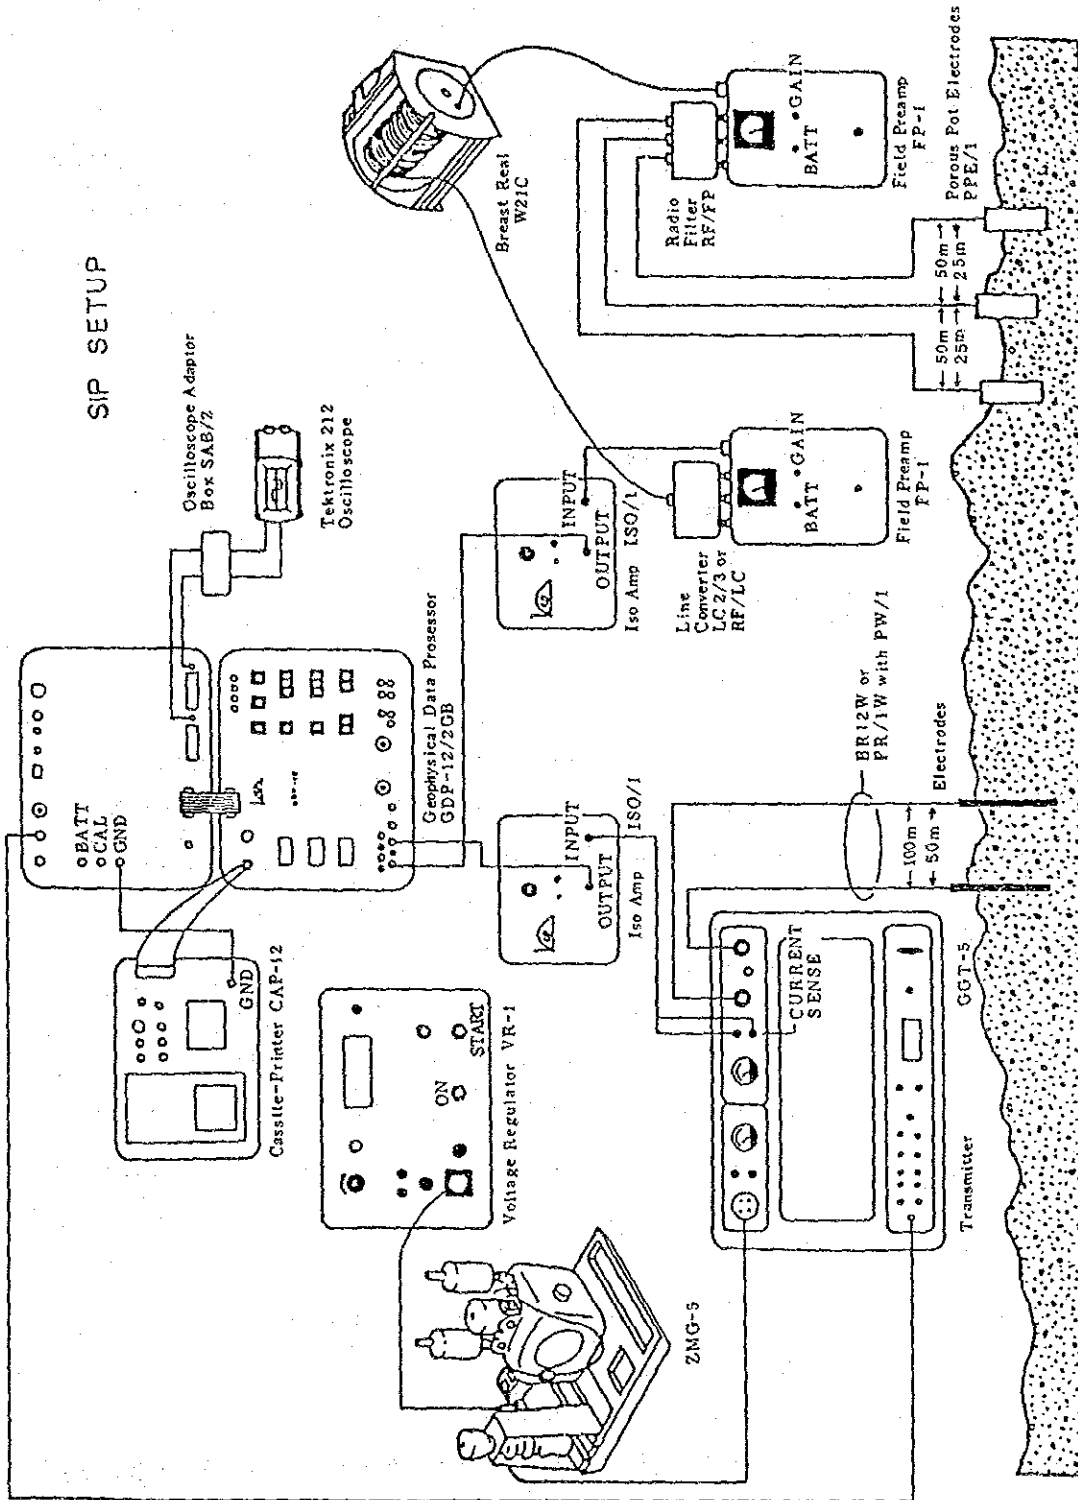 SIP SETUP
Oscilloscope Adaptor
Box SAB/2
Tektronix 212
Oscilloscope
Breast Real
W21C
BATT
CAL
GND
GND
Casstle-Printer CAP-12
Geophysical Data Prosessor
GDP-12/2GB
ON
START
Voltage Regulator VR-1
ZMG-5
OUTPUT
INPUT
Iso Amp ISO/1
OUTPUT
INPUT
Iso Amp ISO/1
Line
Converter
LC 2/3 or
RF/LC
BATT
GAIN
Field Preamp
FP-1
Radio
Filter
RF/FP
BATT
GAIN
Field Preamp
FP-1
Porous Pot Electrodes
PPE/1
50m
50m
25m
25m
CURRENT
SENSE
Transmitter
GGT-5
BR12W or
PR/1W with PW/1
100m
50m
Electrodes